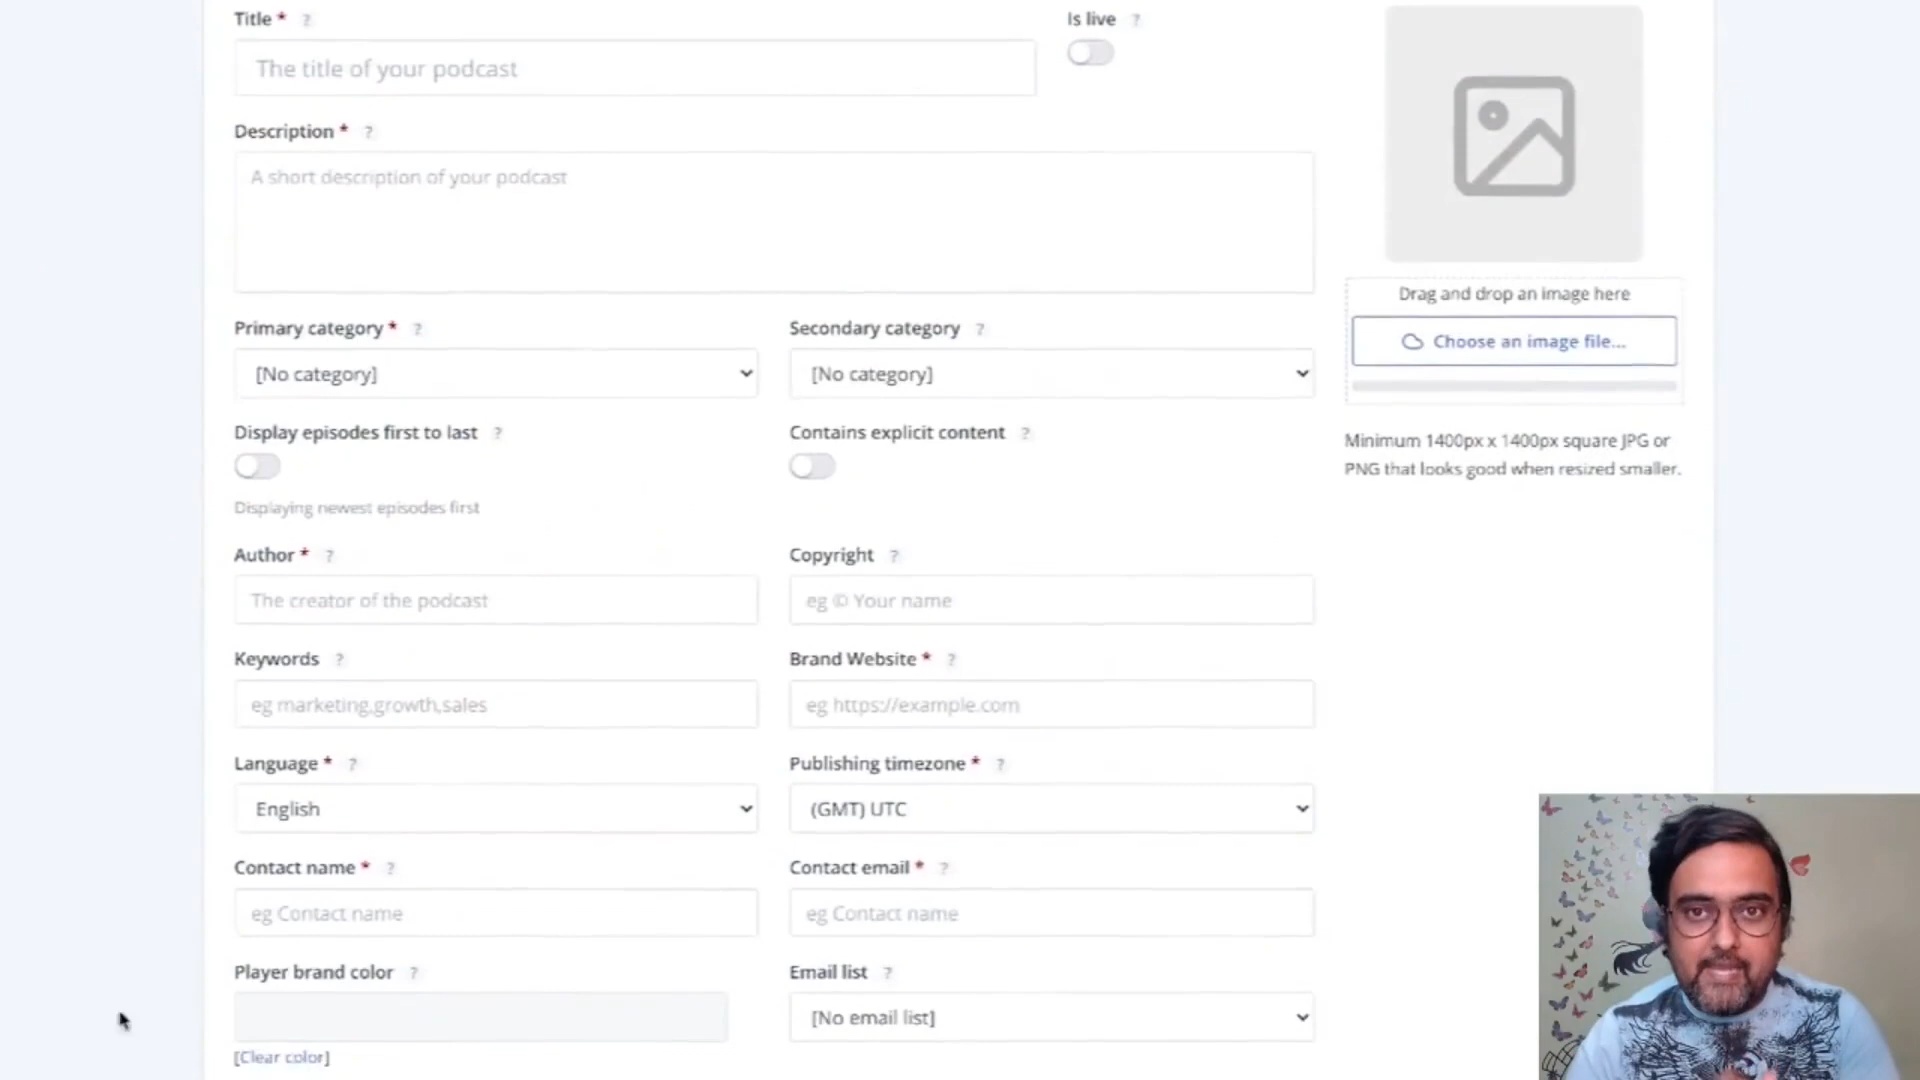 Title * ?
Is live ?
The title of your podcast
Description * ?
A short description of your podcast
Drag and drop an image here
Choose an image file...
Minimum 1400px x 1400px square JPG or
PNG that looks good when resized smaller.
Primary category * ?
Secondary category ?
[No category]
[No category]
Display episodes first to last ?
Contains explicit content ?
Displaying newest episodes first
Author * ?
Copyright ?
The creator of the podcast
eg © Your name
Keywords ?
Brand Website * ?
eg marketing,growth,sales
eg https://example.com
Language * ?
Publishing timezone * ?
English
(GMT) UTC
Contact name * ?
Contact email * ?
eg Contact name
eg Contact name
Player brand color ?
Email list ?
[No email list]
[Clear color]